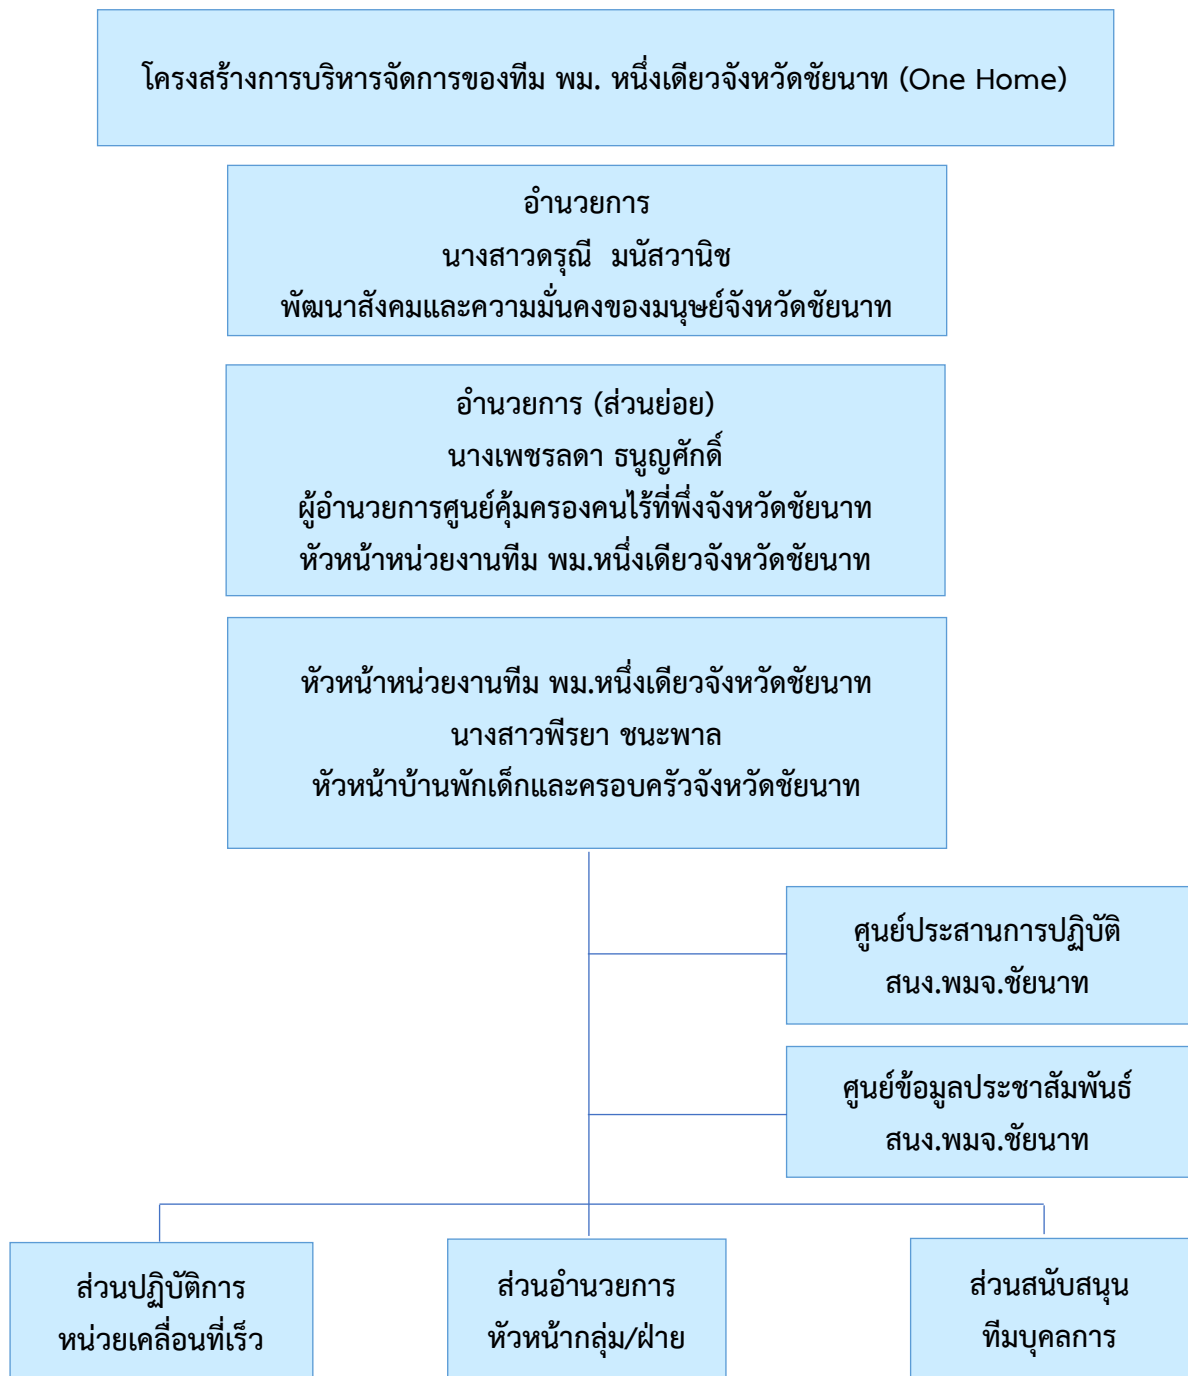 โครงสร้างการบริหารจัดการของทีม พม. หนึ่งเดียวจังหวัดชัยนาท (One Home)
อำนวยการ
นางสาวดรุณี  มนัสวานิช
พัฒนาสังคมและความมั่นคงของมนุษย์จังหวัดชัยนาท
อำนวยการ (ส่วนย่อย)
นางเพชรลดา ธนูญศักดิ์
ผู้อำนวยการศูนย์คุ้มครองคนไร้ที่พึ่งจังหวัดชัยนาท
หัวหน้าหน่วยงานทีม พม.หนึ่งเดียวจังหวัดชัยนาท
หัวหน้าหน่วยงานทีม พม.หนึ่งเดียวจังหวัดชัยนาท
นางสาวพีรยา ชนะพาล
หัวหน้าบ้านพักเด็กและครอบครัวจังหวัดชัยนาท
ศูนย์ประสานการปฏิบัติ
สนง.พมจ.ชัยนาท
ศูนย์ข้อมูลประชาสัมพันธ์
สนง.พมจ.ชัยนาท
ส่วนปฏิบัติการ
หน่วยเคลื่อนที่เร็ว
ส่วนอำนวยการ
หัวหน้ากลุ่ม/ฝ่าย
ส่วนสนับสนุน
ทีมบุคลการ